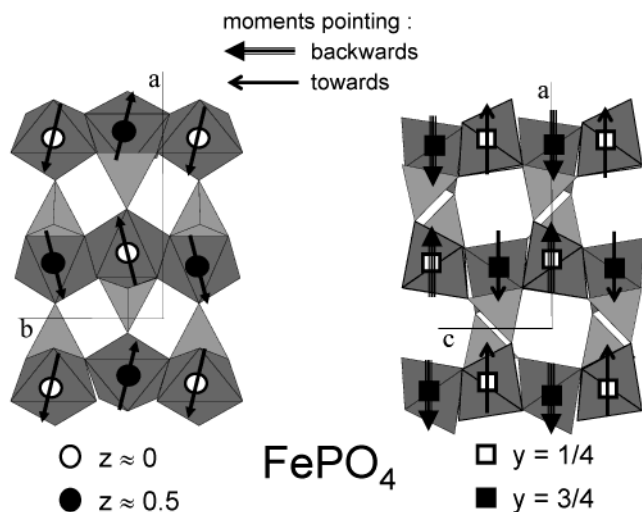 moments pointing :
backwards
towards
a
b
a
c
z ≈ 0
z ≈ 0.5
FePO₄
y = 1/4
y = 3/4